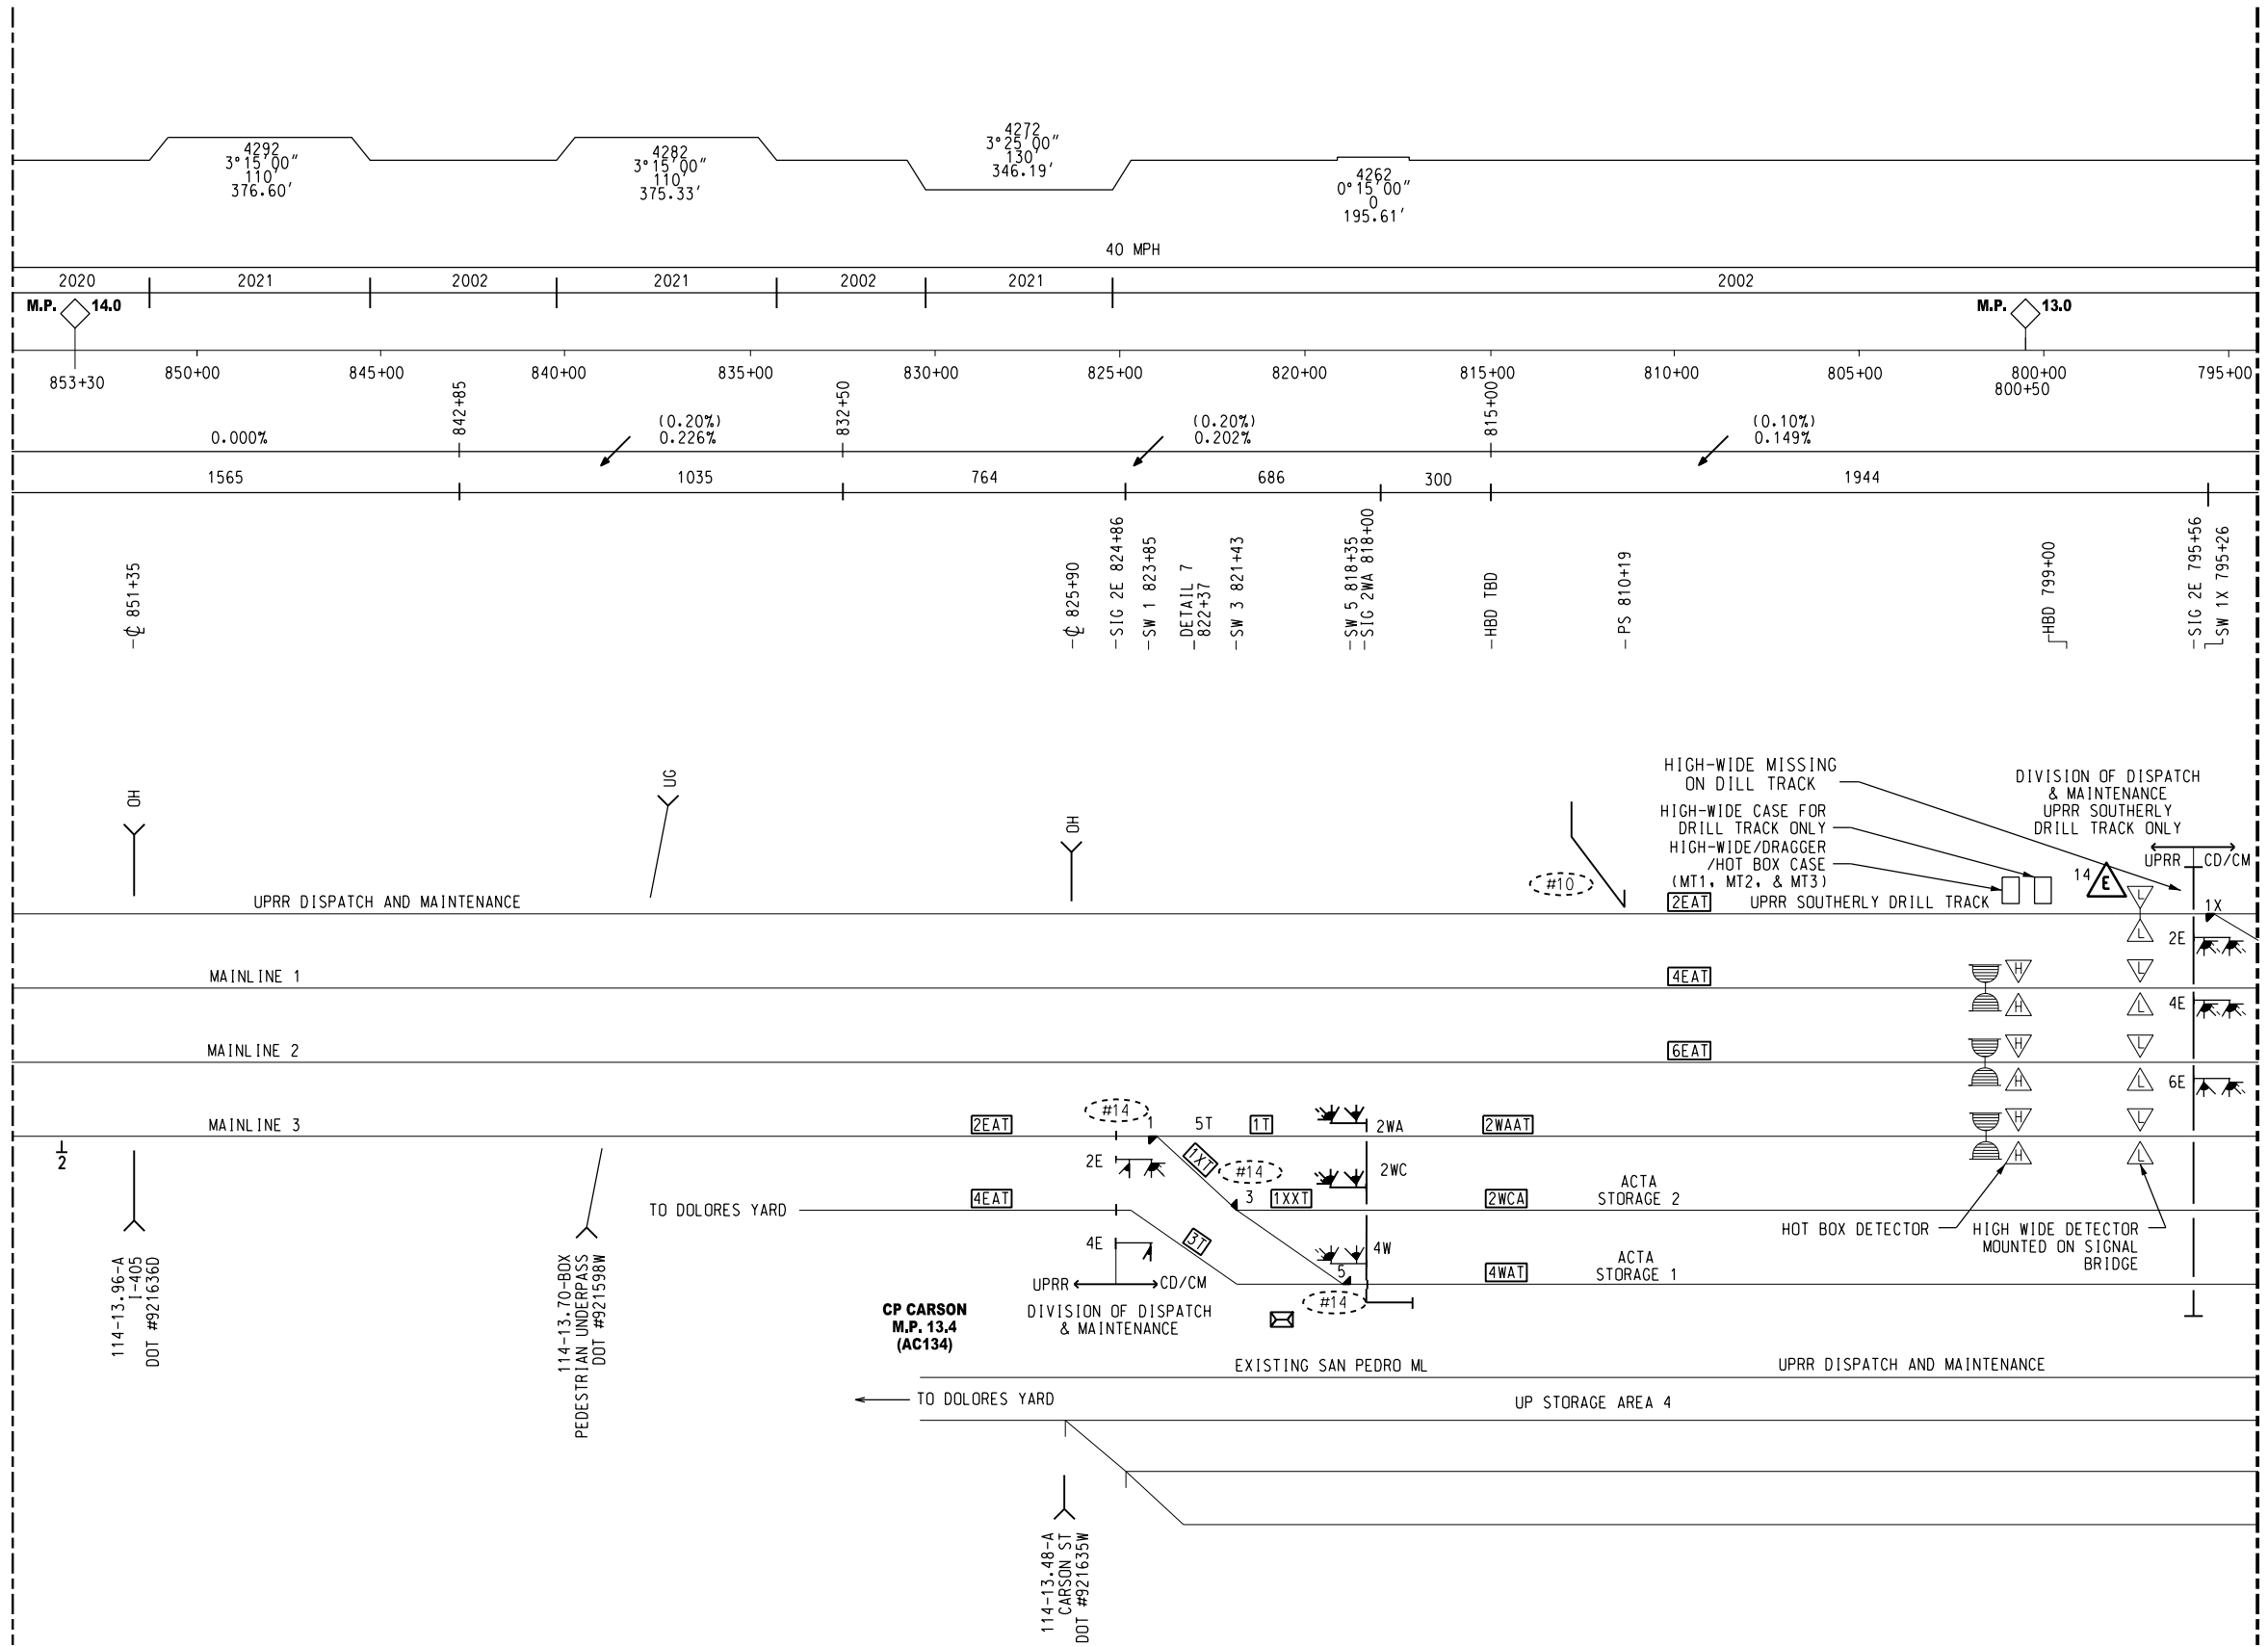 4292
3°15'00"
110'
376.60'
4282
3°15'00"
110'
375.33'
4272
3°25'00"
130'
346.19'
4262
0°15'00"
0
195.61'
40 MPH
2020
2021
2002
2021
2002
2021
2002
M.P. 14.0
M.P. 13.0
853+30
850+00
845+00
840+00
835+00
830+00
825+00
820+00
815+00
810+00
805+00
800+00
800+50
795+00
842+85
832+50
815+00
0.000%
(0.20%)
0.226%
(0.20%)
0.202%
(0.10%)
0.149%
1565
1035
764
686
300
1944
℄ 851+35
℄ 825+90
SIG 2E 824+86
SW 1 823+85
DETAIL 7
822+37
SW 3 821+43
SW 5 818+35
SIG 2WA 818+00
HBD TBD
PS 810+19
HBD 799+00
SIG 2E 795+56
SW 1X 795+26
OH
UG
OH
HIGH-WIDE MISSING
ON DILL TRACK
HIGH-WIDE CASE FOR
DRILL TRACK ONLY
HIGH-WIDE/DRAGGER
/HOT BOX CASE
(MT1, MT2, & MT3)
DIVISION OF DISPATCH
& MAINTENANCE
UPRR SOUTHERLY
DRILL TRACK ONLY
UPRR
CD/CM
#10
14
E
UPRR DISPATCH AND MAINTENANCE
2EAT
UPRR SOUTHERLY DRILL TRACK
L
1X
L
2E
MAINLINE 1
4EAT
H
L
H
L
4E
MAINLINE 2
6EAT
H
L
H
L
6E
MAINLINE 3
2EAT
#14
1
5T
1T
2WA
2WAAT
H
L
H
L
2
2E
1XT
#14
2WC
TO DOLORES YARD
4EAT
3
1XXT
2WCA
ACTA
STORAGE 2
4E
3T
4W
HOT BOX DETECTOR
HIGH WIDE DETECTOR
MOUNTED ON SIGNAL
BRIDGE
UPRR
CD/CM
5
4WAT
ACTA
STORAGE 1
#14
DIVISION OF DISPATCH
& MAINTENANCE
CP CARSON
M.P. 13.4
(AC134)
114-13.96-A
I-405
DOT #921636D
114-13.70-BOX
PEDESTRIAN UNDERPASS
DOT #921598W
EXISTING SAN PEDRO ML
UPRR DISPATCH AND MAINTENANCE
TO DOLORES YARD
UP STORAGE AREA 4
114-13.48-A
CARSON ST
DOT #921635W